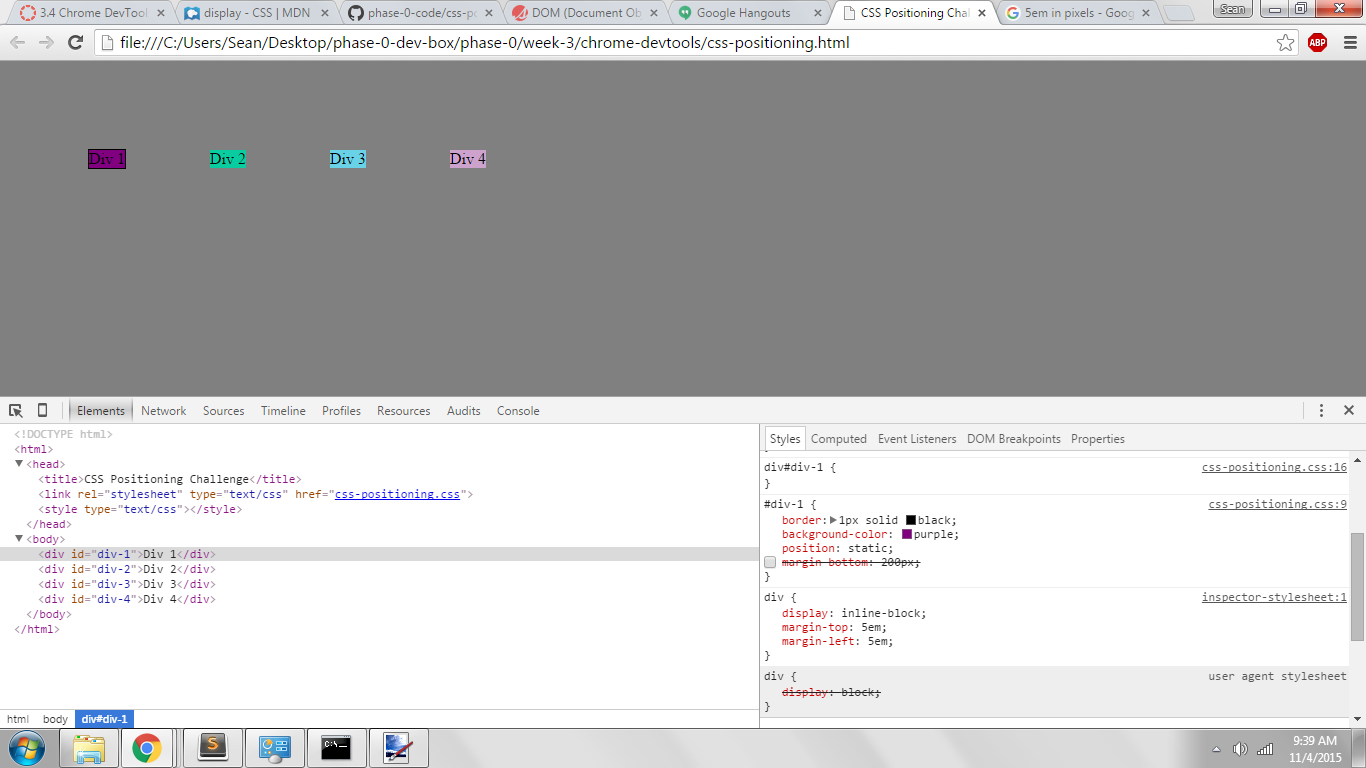 3.4 Chrome DevTool
display - CSS | MDN
phase-0-code/css-po
DOM (Document Ob
Google Hangouts
CSS Positioning Chal
5em in pixels - Goog
Sean
file:///C:/Users/Sean/Desktop/phase-0-dev-box/phase-0/week-3/chrome-devtools/css-positioning.html
ABP
Div 1 Div 2 Div 3 Div 4
Elements Network Sources Timeline Profiles Resources Audits Console
<!DOCTYPE html>
<html>
<head>
<title>CSS Positioning Challenge</title>
<link rel="stylesheet" type="text/css" href="css-positioning.css">
<style type="text/css"></style>
</head>
<body>
<div id="div-1">Div 1</div>
<div id="div-2">Div 2</div>
<div id="div-3">Div 3</div>
<div id="div-4">Div 4</div>
</body>
</html>
html body div#div-1
Styles Computed Event Listeners DOM Breakpoints Properties
}
div#div-1 { css-positioning.css:16
}
#div-1 { css-positioning.css:9
border: 1px solid black;
background-color: purple;
position: static;
margin-bottom: 200px;
}
div { inspector-stylesheet:1
display: inline-block;
margin-top: 5em;
margin-left: 5em;
}
div { user agent stylesheet
display: block;
}
S
C:\_
9:39 AM
11/4/2015